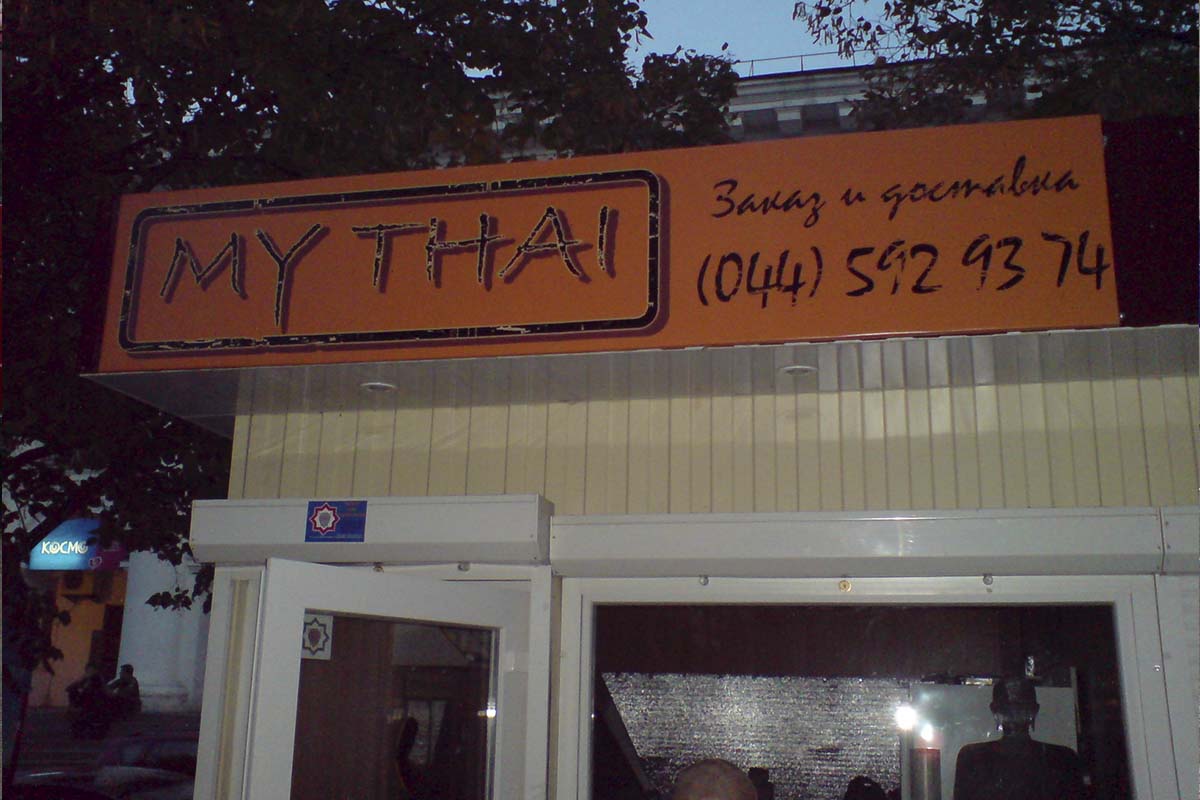 MY THAI
Заказ и доставка
(044) 592 93 74
КОСМО